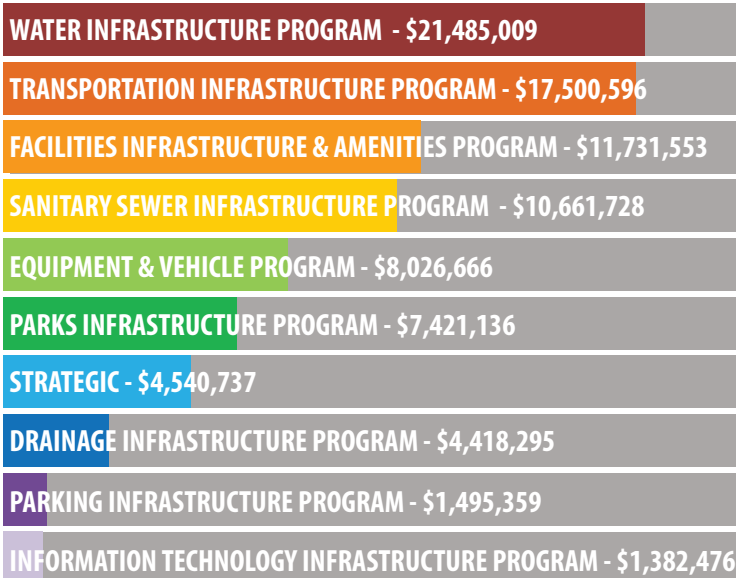 WATER INFRASTRUCTURE PROGRAM - $21,485,009
TRANSPORTATION INFRASTRUCTURE PROGRAM - $17,500,596
FACILITIES INFRASTRUCTURE & AMENITIES PROGRAM - $11,731,553
SANITARY SEWER INFRASTRUCTURE PROGRAM - $10,661,728
EQUIPMENT & VEHICLE PROGRAM - $8,026,666
PARKS INFRASTRUCTURE PROGRAM - $7,421,136
STRATEGIC - $4,540,737
DRAINAGE INFRASTRUCTURE PROGRAM - $4,418,295
PARKING INFRASTRUCTURE PROGRAM - $1,495,359
INFORMATION TECHNOLOGY INFRASTRUCTURE PROGRAM - $1,382,476